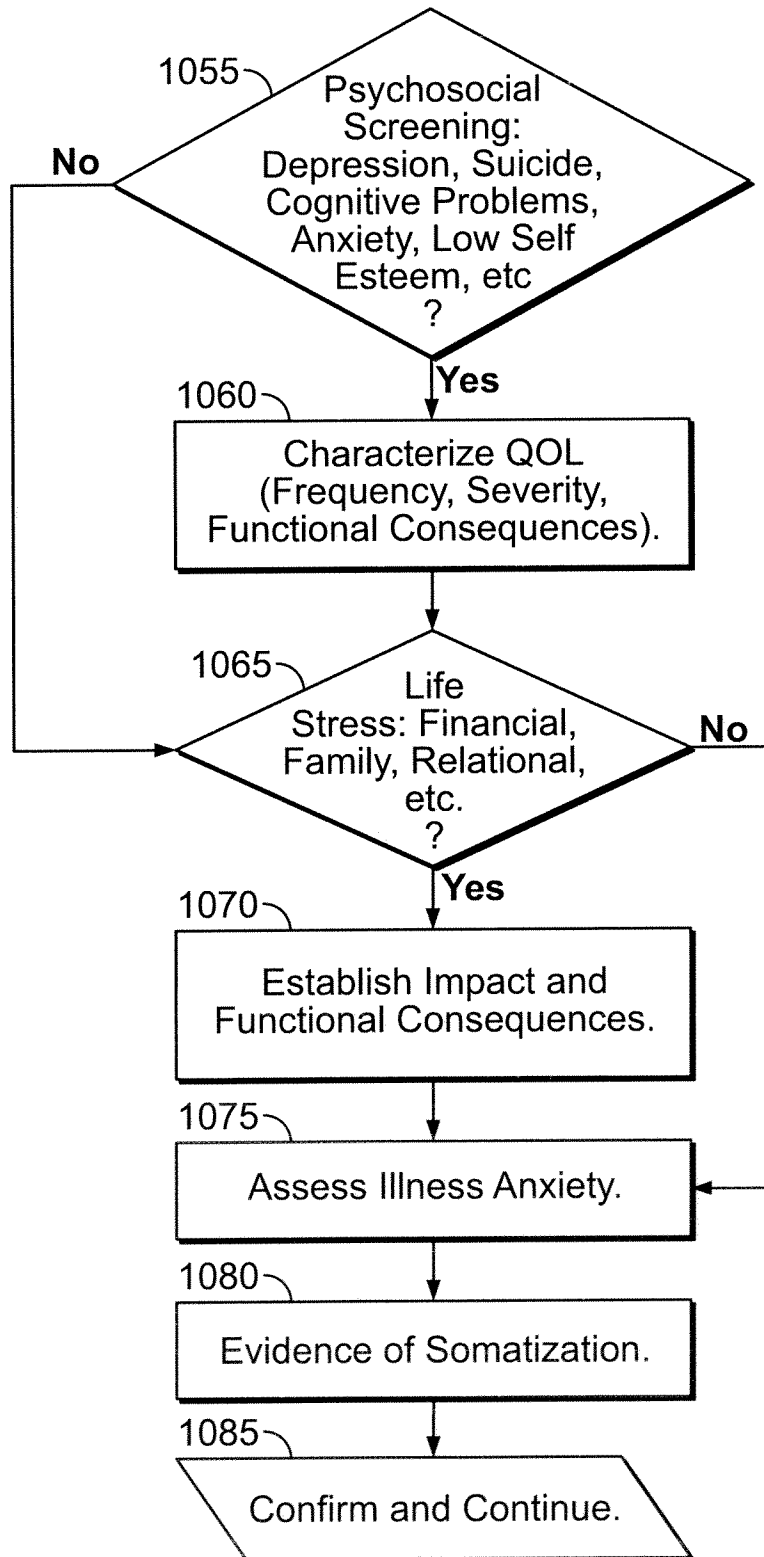 1055
Psychosocial
Screening:
No
Depression, Suicide,
Cognitive Problems,
Anxiety, Low Self
Esteem, etc
?
Yes
1060
Characterize QOL
(Frequency, Severity,
Functional Consequences).
1065
Life
Stress: Financial,
No
Family, Relational,
etc.
?
Yes
1070
Establish Impact and
Functional Consequences.
1075
Assess Illness Anxiety.
1080
Evidence of Somatization.
1085
Confirm and Continue.